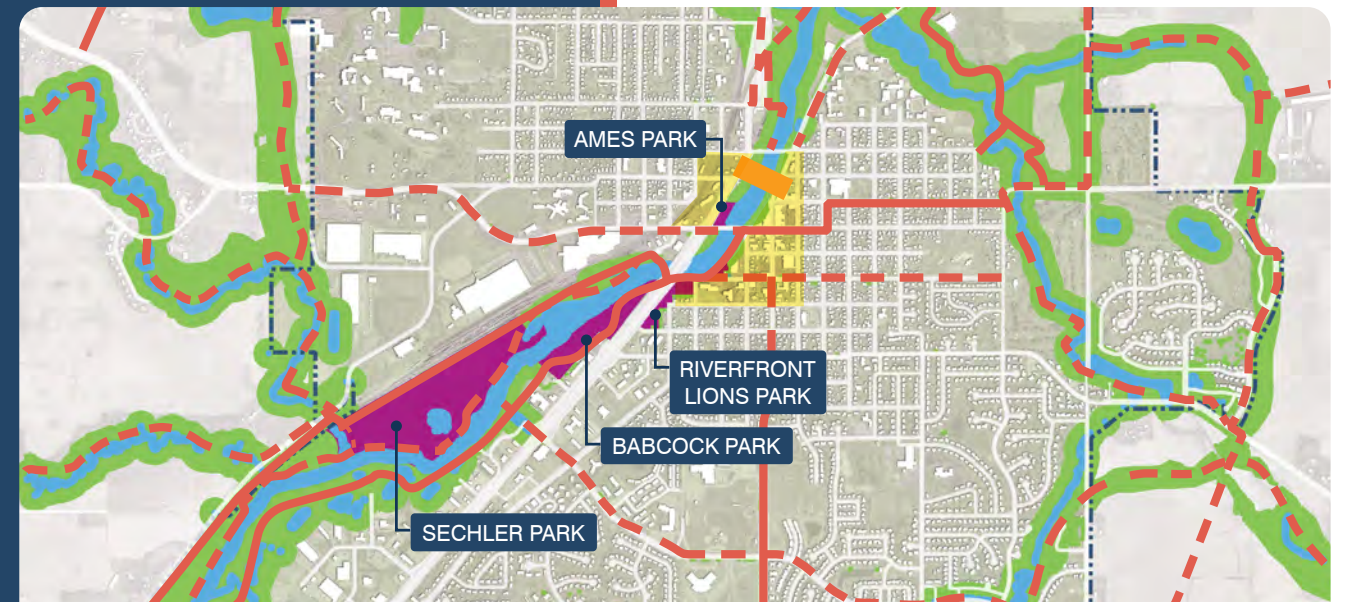 AMES PARK
RIVERFRONT
LIONS PARK
BABCOCK PARK
SECHLER PARK